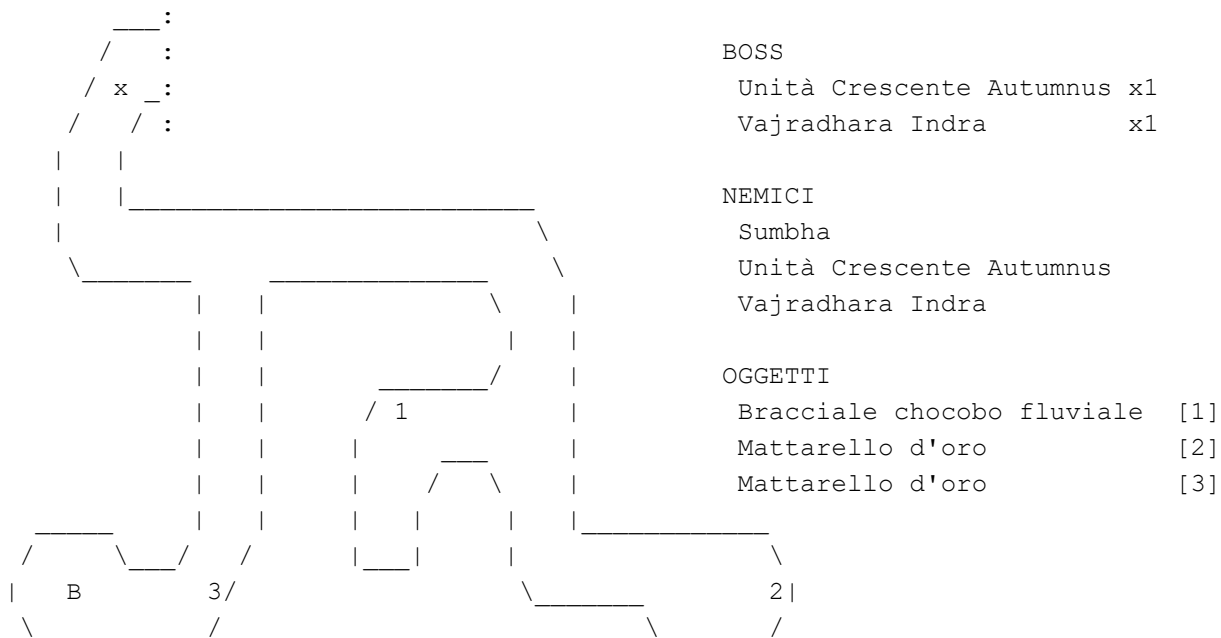 BOSS
Unità Crescente Autumnus x1
x
Vajradhara Indra x1
NEMICI
Sumbha
Unità Crescente Autumnus
Vajradhara Indra
OGGETTI
1 Bracciale chocobo fluviale [1]
Mattarello d'oro [2]
Mattarello d'oro [3]
B 3 2